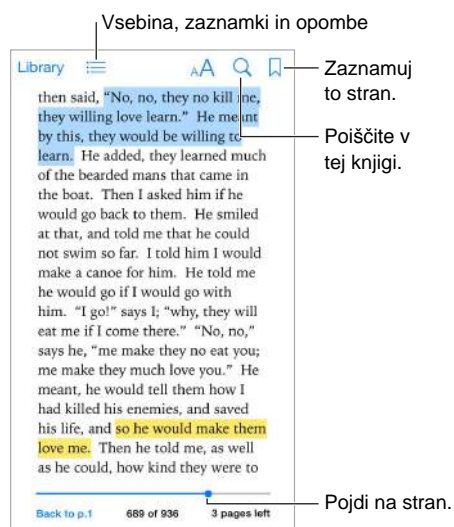 Vsebina, zaznamki in opombe
Library
AA
Zaznamuj
to stran.
then said, "No, no, they no kill me,
they willing love learn." He meant
by this, they would be willing to
learn. He added, they learned much
of the bearded mans that came in
the boat. Then I asked him if he
would go back to them. He smiled
at that, and told me that he could
not swim so far. I told him I would
make a canoe for him. He told me
he would go if I would go with
him. "I go!" says I; "why, they will
eat me if I come there." "No, no,"
says he, "me make they no eat you;
me make they much love you." He
meant, he would tell them how I
had killed his enemies, and saved
his life, and so he would make them
love me. Then he told me, as well
as he could, how kind they were to
Poiščite v
tej knjigi.
Back to p.1 689 of 936 3 pages left
Pojdi na stran.